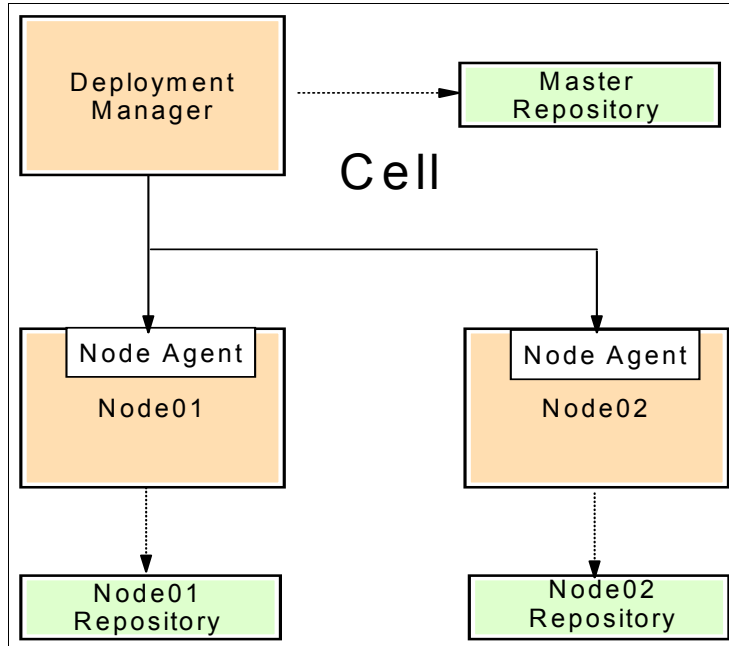 Deployment
Manager
Master
Repository
Cell
Node Agent
Node01
Node Agent
Node02
Node01
Repository
Node02
Repository